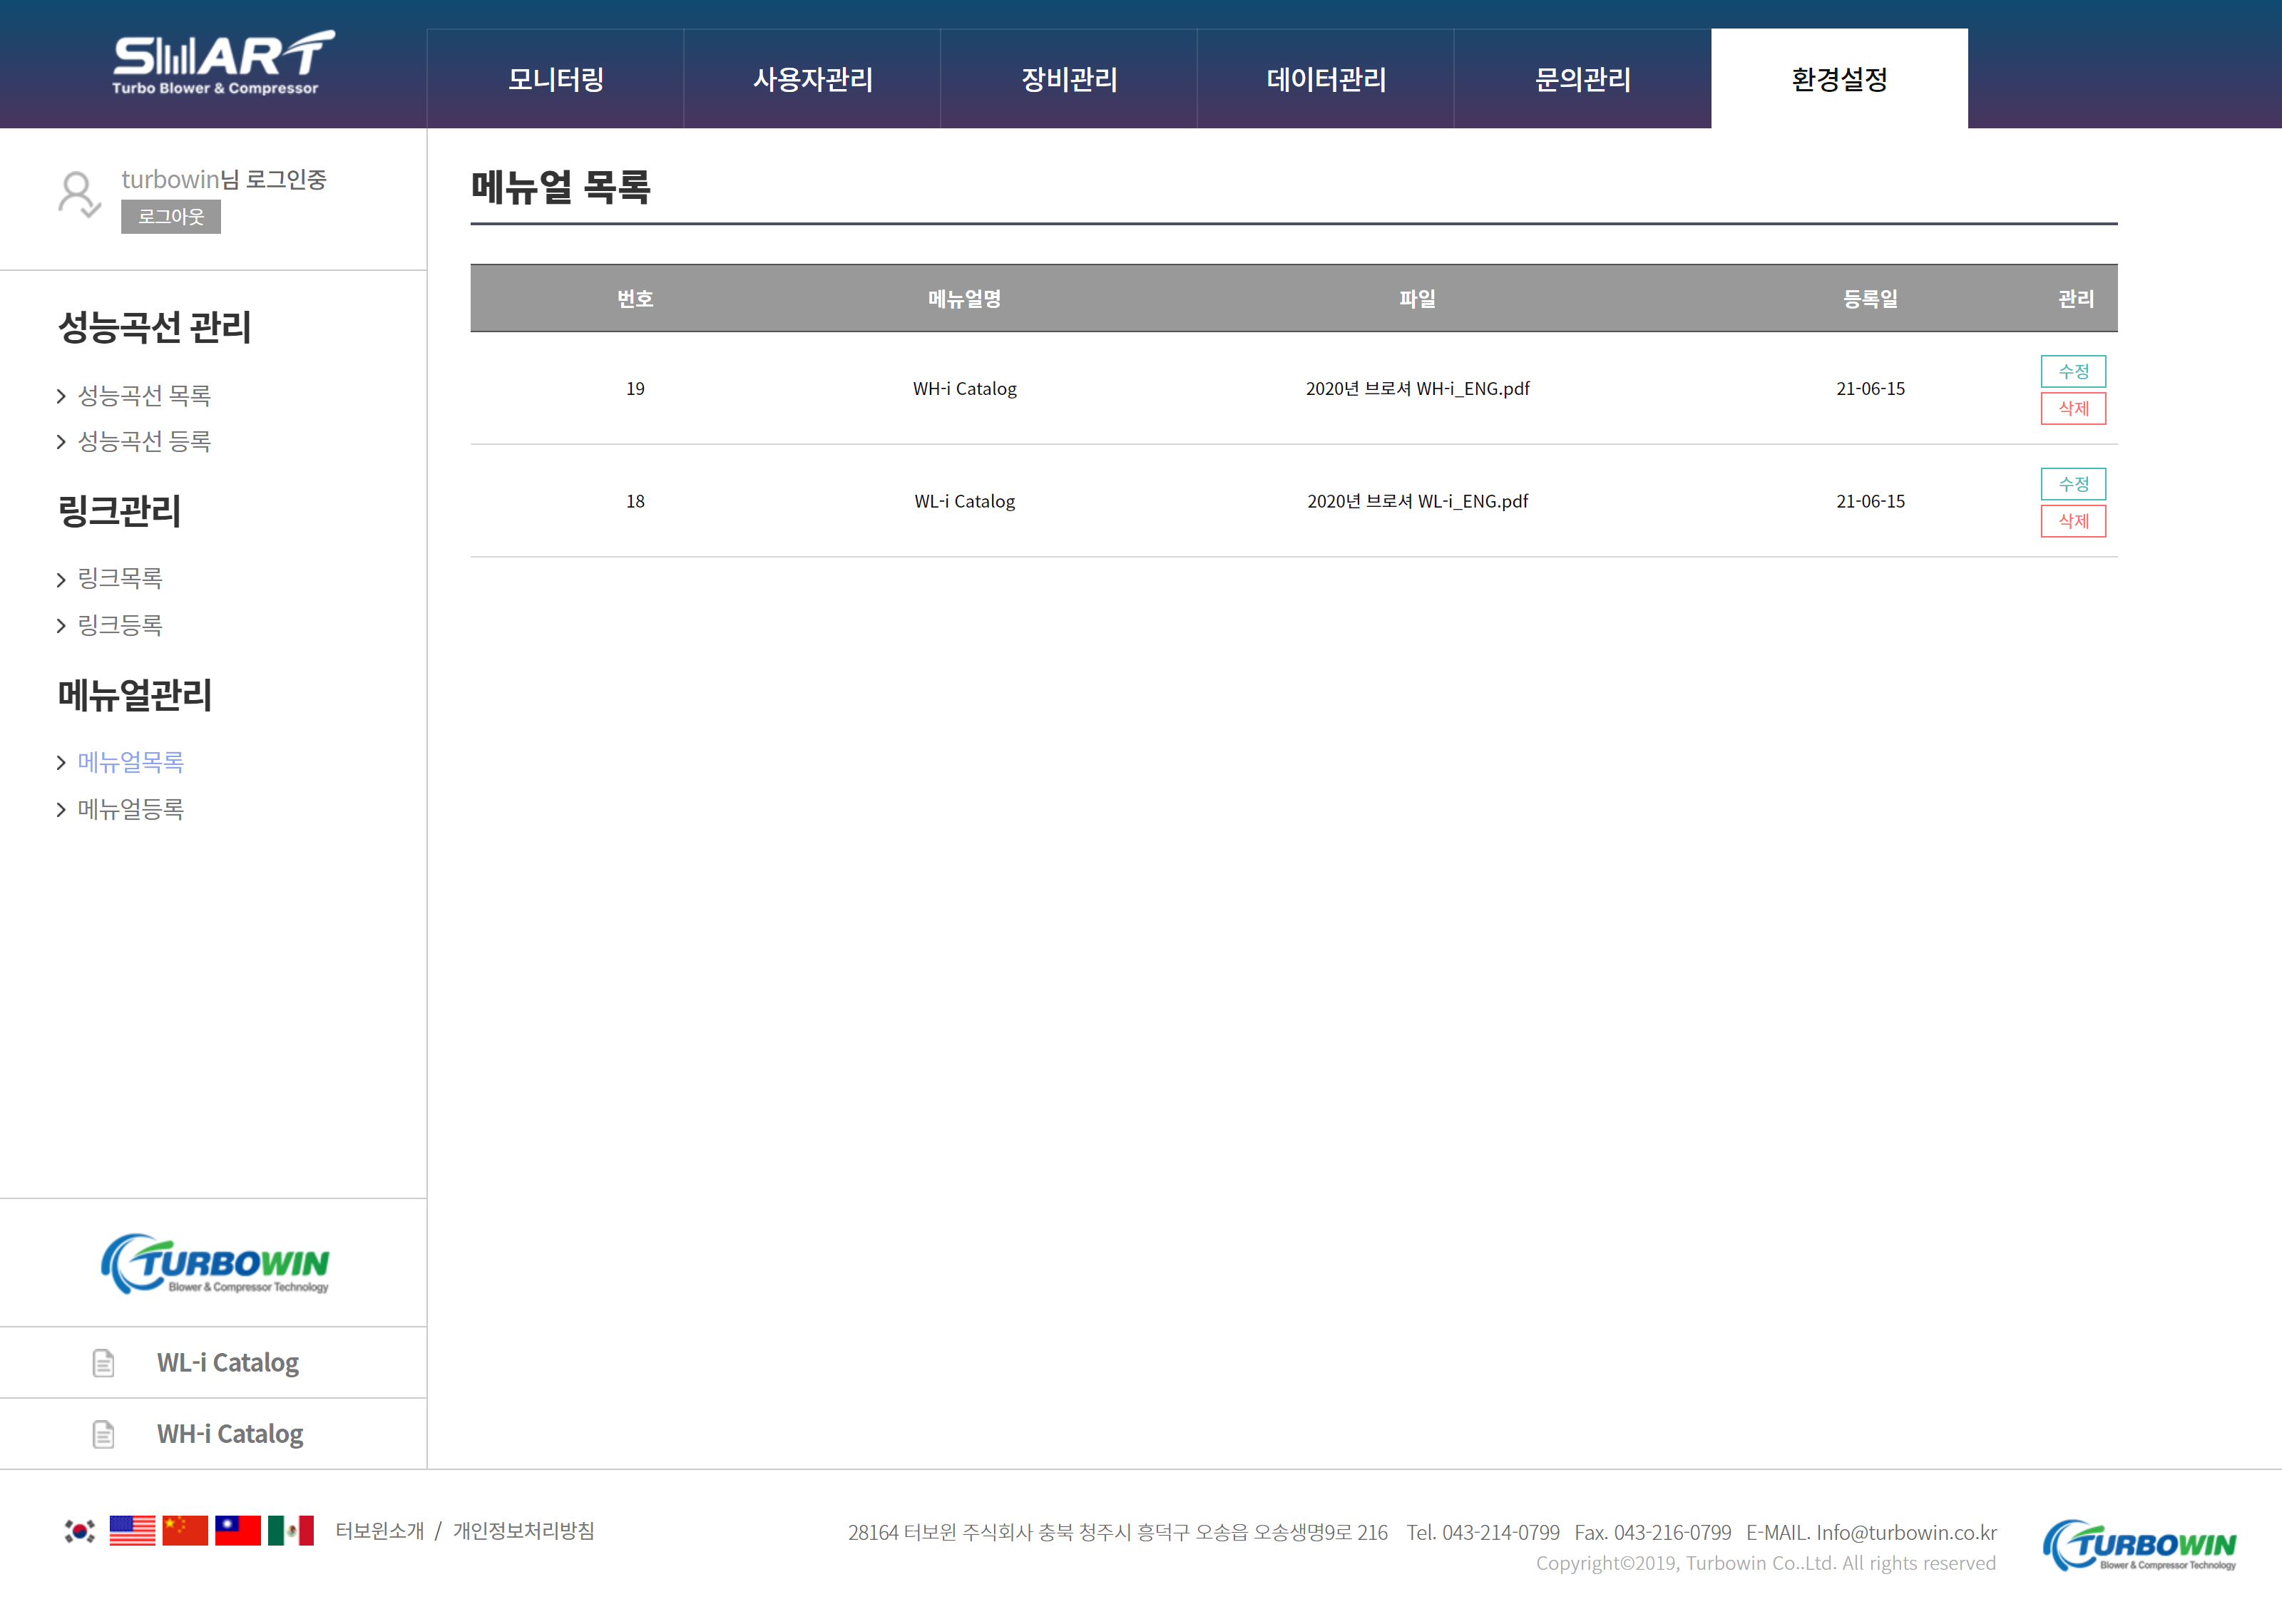 SMART
Turbo Blower & Compressor
모니터링
사용자관리
장비관리
데이터관리
문의관리
환경설정
turbowin님 로그인중
로그아웃
성능곡선 관리
성능곡선 목록
성능곡선 등록
링크관리
링크목록
링크등록
메뉴얼관리
메뉴얼목록
메뉴얼등록
메뉴얼 목록
번호 메뉴얼명 파일 등록일 관리
19 WH-i Catalog 2020년 브로셔 WH-i_ENG.pdf 21-06-15 수정
삭제
18 WL-i Catalog 2020년 브로셔 WL-i_ENG.pdf 21-06-15 수정
삭제
TURBOWIN
Blower & Compressor Technology
WL-i Catalog
WH-i Catalog
터보윈소개 / 개인정보처리방침
28164 터보윈 주식회사 충북 청주시 흥덕구 오송읍 오송생명9로 216 Tel. 043-214-0799 Fax. 043-216-0799 E-MAIL. Info@turbowin.co.kr
Copyright©2019, Turbowin Co..Ltd. All rights reserved
TURBOWIN
Blower & Compressor Technology